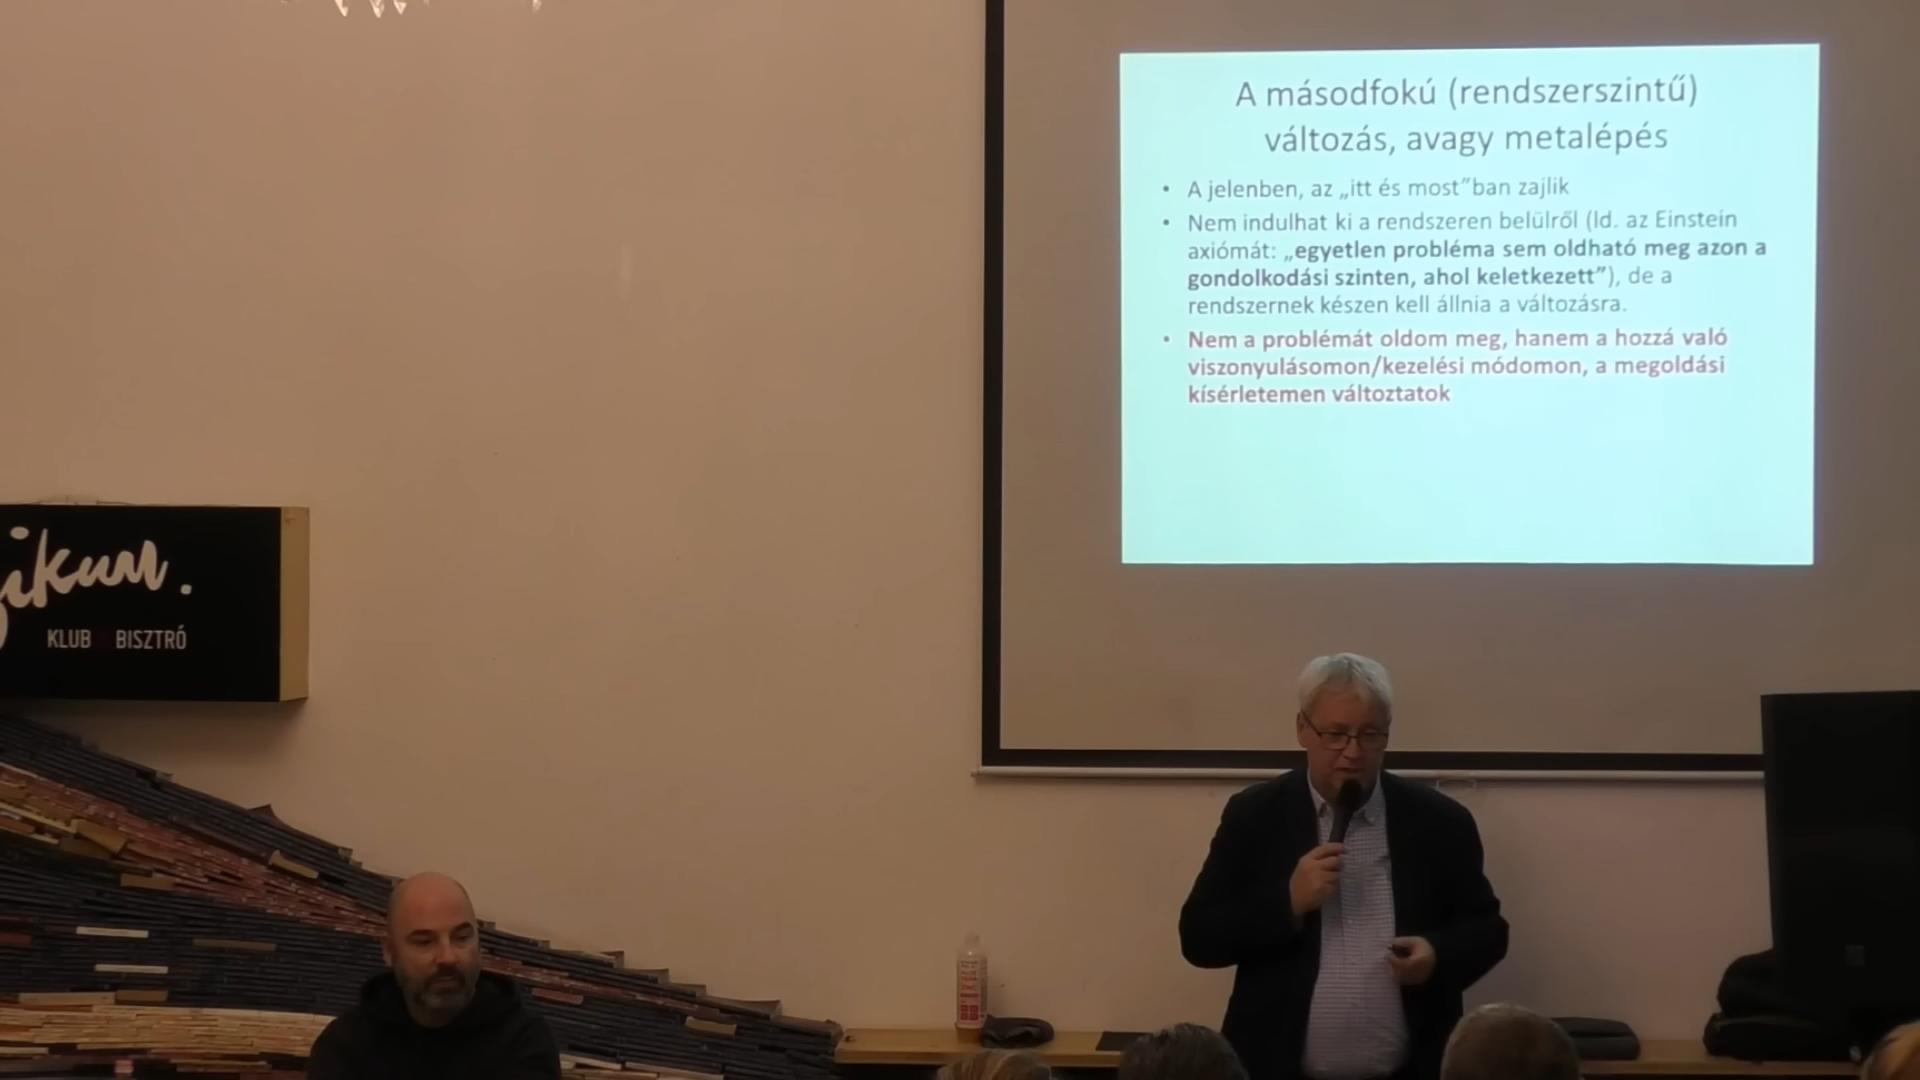 A másodfokú (rendszerszintű)
változás, avagy metalépés
• A jelenben, az „itt és most”ban zajlik
• Nem indulhat ki a rendszeren belülről (ld. az Einstein
axiómát: „egyetlen probléma sem oldható meg azon a
gondolkodási szinten, ahol keletkezett”), de a
rendszernek készen kell állnia a változásra.
• Nem a problémát oldom meg, hanem a hozzá való
viszonyulásomon/kezelési módomon, a megoldási
kísérletemen változtatok
gikum.
KLUB BISZTRÓ